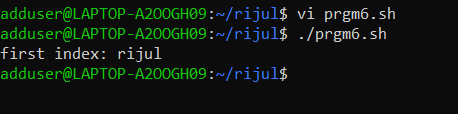 adduser@LAPTOP-A2OOGH09:~/rijul$ vi prgm6.sh
adduser@LAPTOP-A2OOGH09:~/rijul$ ./prgm6.sh
first index: rijul
adduser@LAPTOP-A2OOGH09:~/rijul$